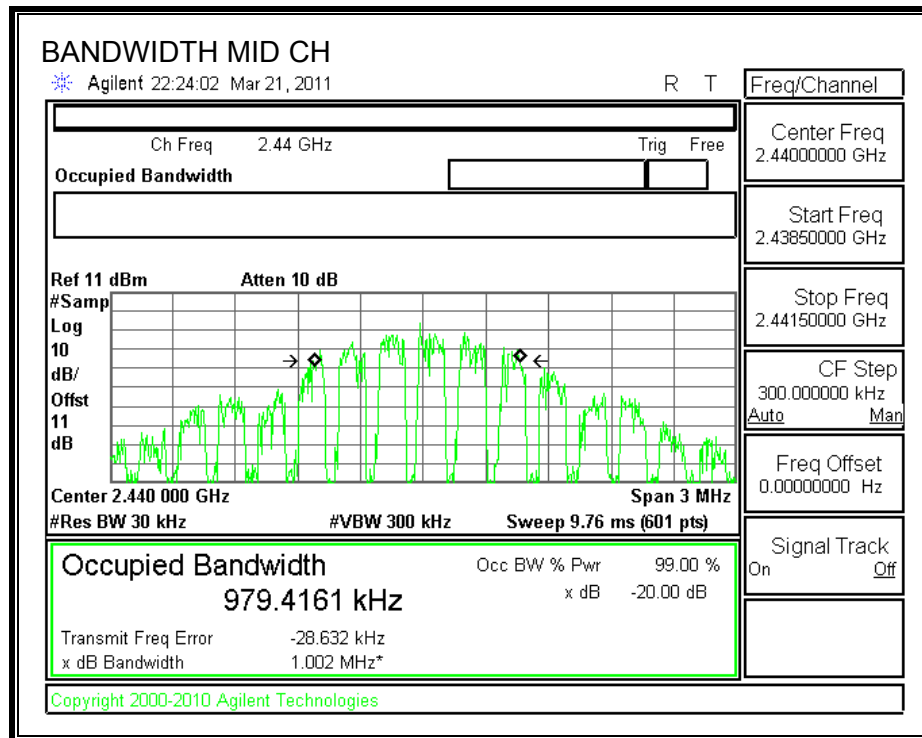 BANDWIDTH MID CH
Agilent 22:24:02 Mar 21, 2011 R T
Freq/Channel
Ch Freq 2.44 GHz Trig Free
Occupied Bandwidth
Center Freq
2.44000000 GHz
Start Freq
2.43850000 GHz
Stop Freq
2.44150000 GHz
CF Step
300.000000 kHz
Auto Man
Freq Offset
0.00000000 Hz
Signal Track
On Off
Ref 11 dBm Atten 10 dB
#Samp
Log
10
dB/
Offst
11
dB
Center 2.440 000 GHz Span 3 MHz
#Res BW 30 kHz #VBW 300 kHz Sweep 9.76 ms (601 pts)
Occupied Bandwidth Occ BW % Pwr 99.00 %
979.4161 kHz x dB -20.00 dB
Transmit Freq Error -28.632 kHz
x dB Bandwidth 1.002 MHz*
Copyright 2000-2010 Agilent Technologies